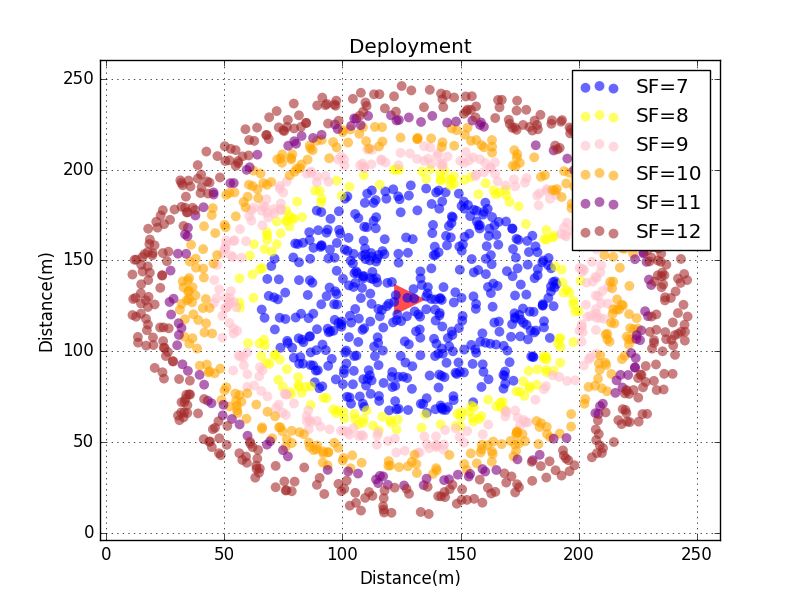 Deployment
250
200
150
100
50
0
Distance(m)
0 50 100 150 200 250
Distance(m)
SF=7
SF=8
SF=9
SF=10
SF=11
SF=12